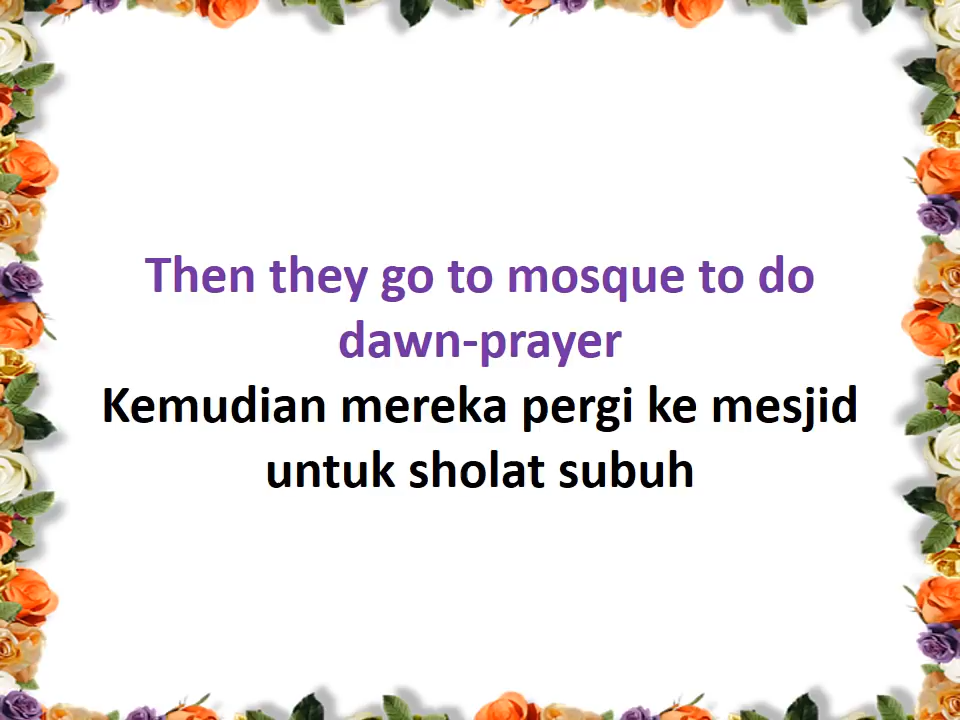 Then they go to mosque to do
dawn-prayer
Kemudian mereka pergi ke mesjid
untuk sholat subuh